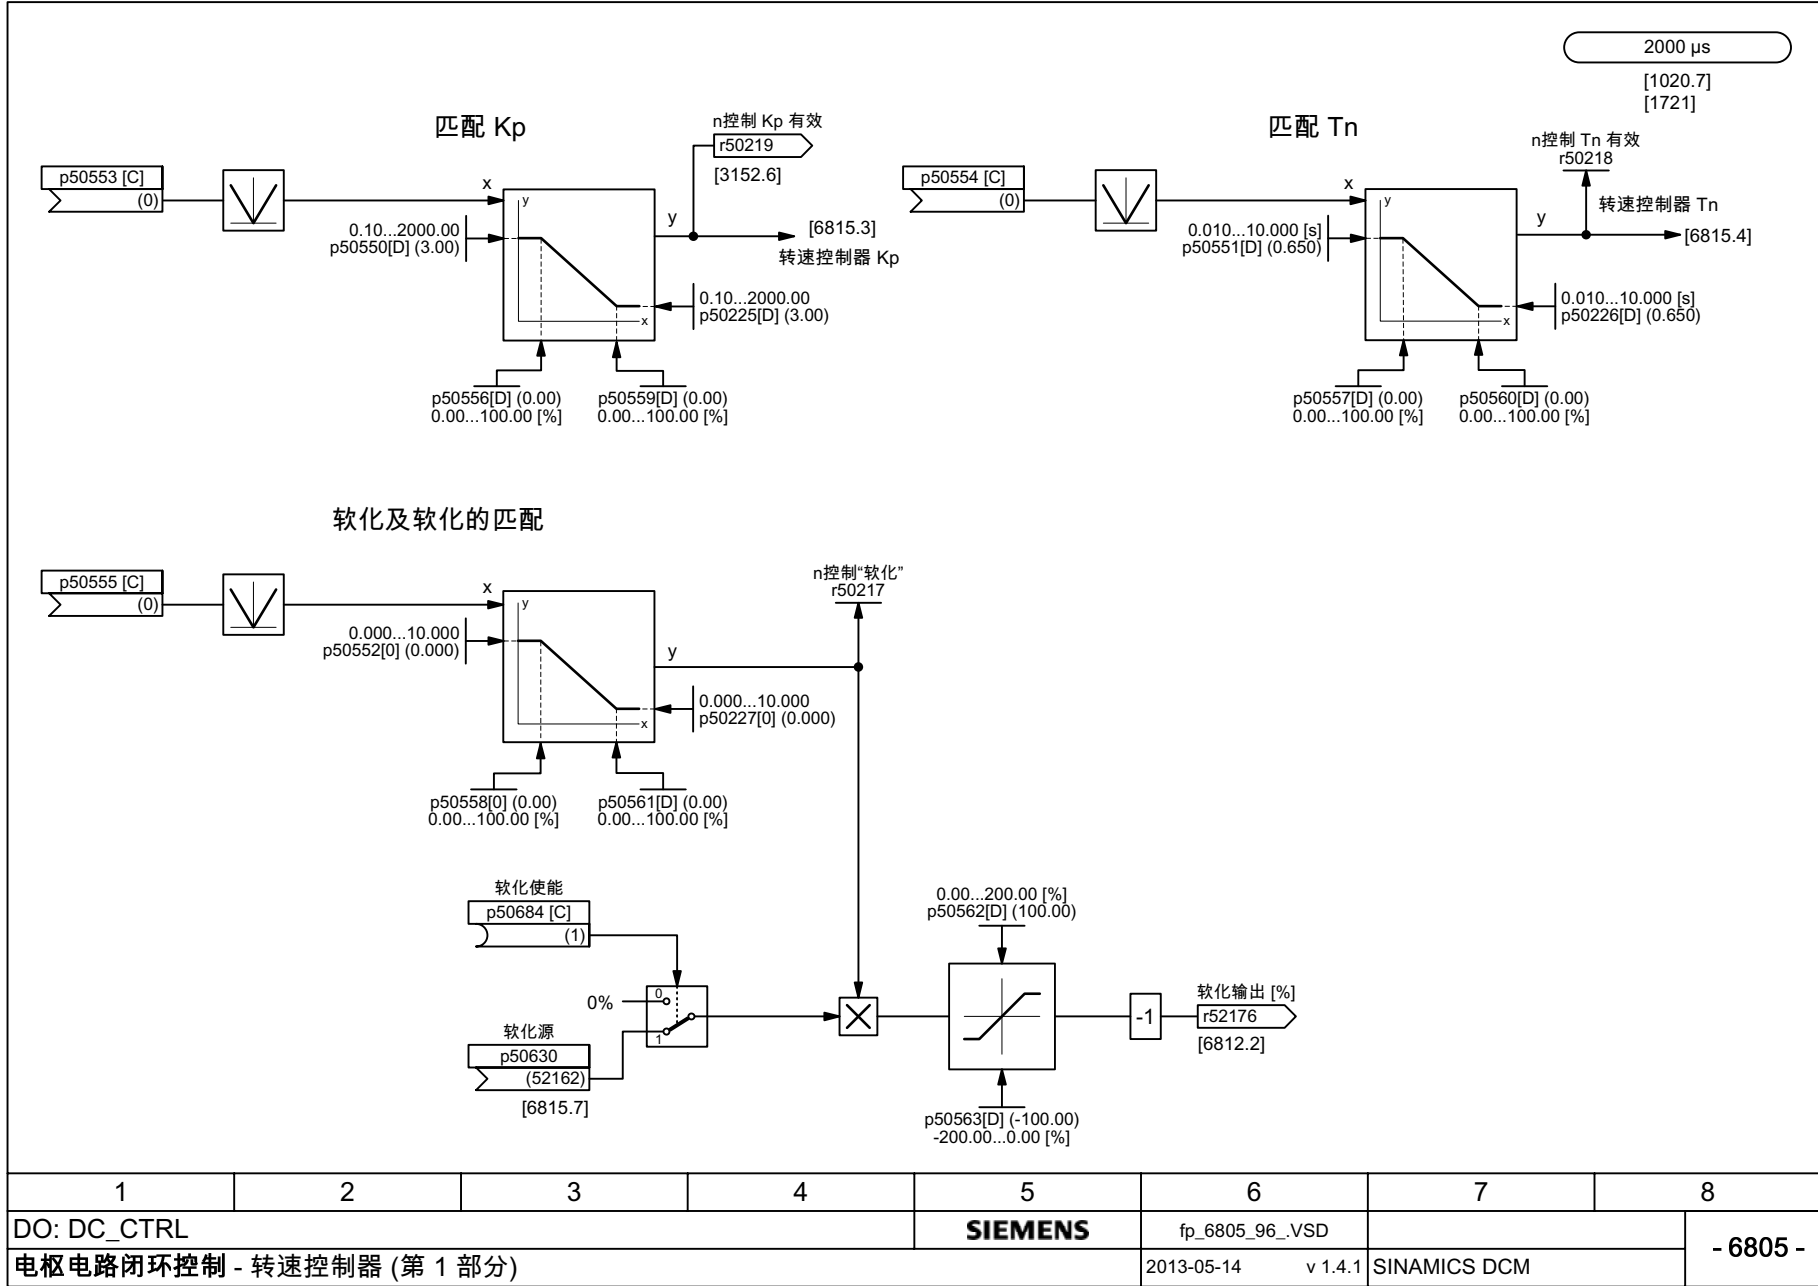 2000 µs
[1020.7]
[1721]
匹配 Kp
n控制 Kp 有效
r50219
[3152.6]
p50553 [C]
(0)
x
y
x
0.10...2000.00
p50550[D] (3.00)
y
[6815.3]
转速控制器 Kp
0.10...2000.00
p50225[D] (3.00)
p50556[D] (0.00)
0.00...100.00 [%]
p50559[D] (0.00)
0.00...100.00 [%]
匹配 Tn
n控制 Tn 有效
r50218
p50554 [C]
(0)
x
y
x
0.010...10.000 [s]
p50551[D] (0.650)
y
转速控制器 Tn
[6815.4]
0.010...10.000 [s]
p50226[D] (0.650)
p50557[D] (0.00)
0.00...100.00 [%]
p50560[D] (0.00)
0.00...100.00 [%]
软化及软化的匹配
p50555 [C]
(0)
x
y
x
0.000...10.000
p50552[0] (0.000)
y
n控制“软化”
r50217
0.000...10.000
p50227[0] (0.000)
p50558[0] (0.00)
0.00...100.00 [%]
p50561[D] (0.00)
0.00...100.00 [%]
软化使能
p50684 [C]
(1)
0%
0
1
软化源
p50630
(52162)
[6815.7]
0.00...200.00 [%]
p50562[D] (100.00)
p50563[D] (-100.00)
-200.00...0.00 [%]
-1
软化输出 [%]
r52176
[6812.2]
1 2 3 4 5 6 7 8
DO: DC_CTRL
SIEMENS
fp_6805_96_.VSD
- 6805 -
电枢电路闭环控制 - 转速控制器 (第 1 部分)
2013-05-14 v 1.4.1
SINAMICS DCM